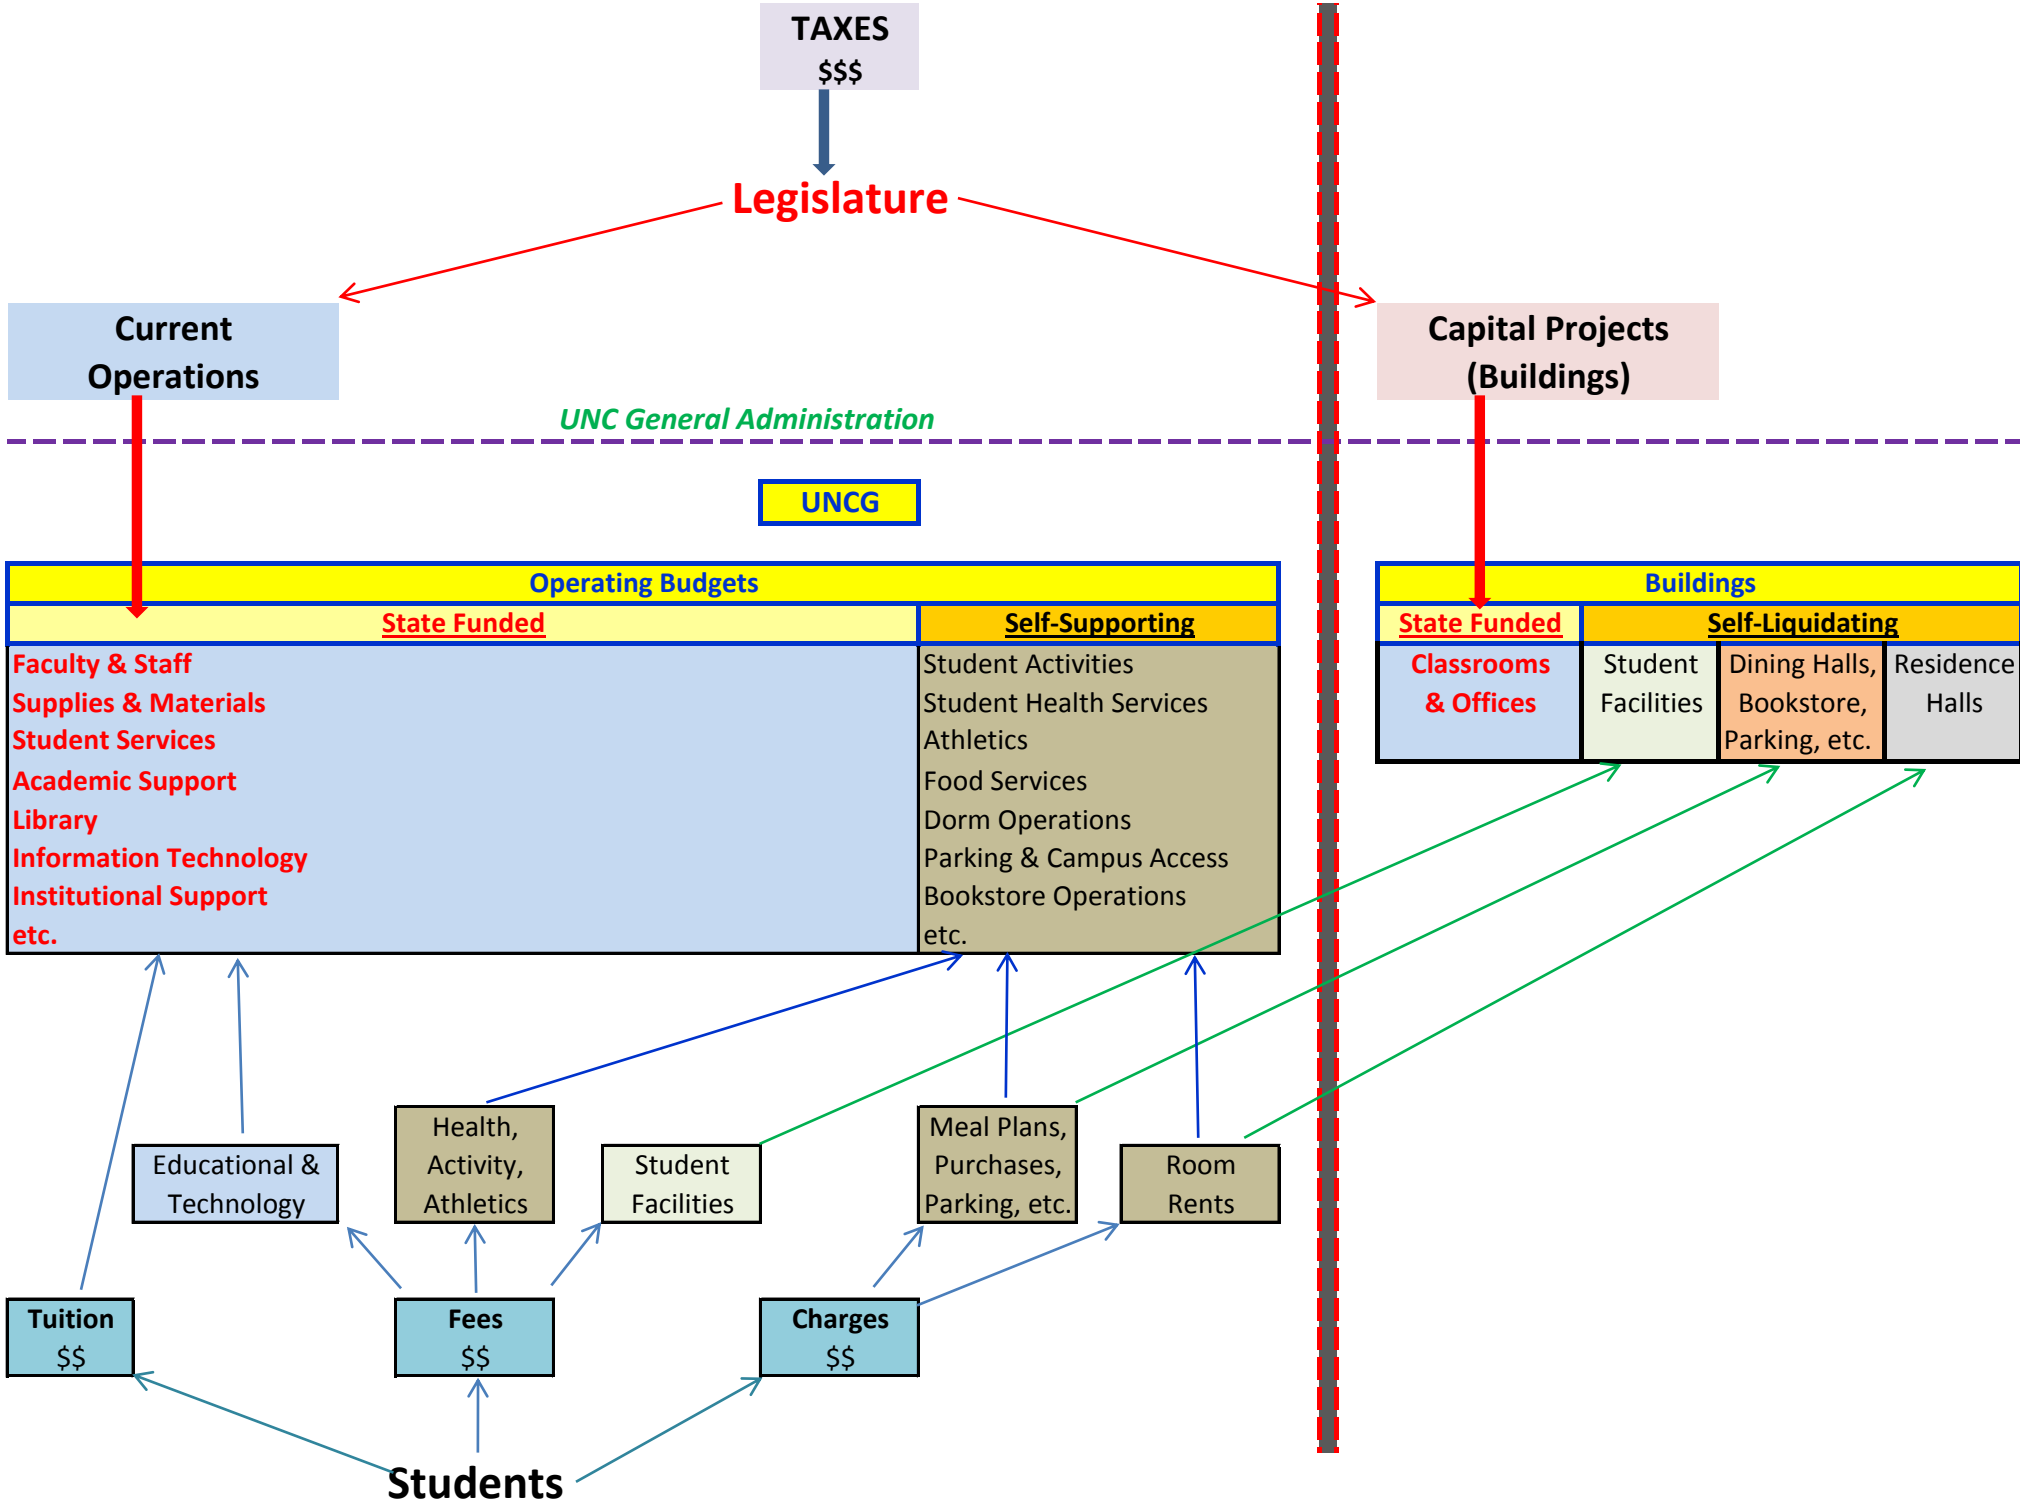 TAXES
$$$
Legislature
Current
Operations
Capital Projects
(Buildings)
UNC General Administration
UNCG
Operating Budgets
State Funded
Self-Supporting
Faculty & Staff
Supplies & Materials
Student Services
Academic Support
Library
Information Technology
Institutional Support
etc.
Student Activities
Student Health Services
Athletics
Food Services
Dorm Operations
Parking & Campus Access
Bookstore Operations
etc.
Buildings
State Funded
Self-Liquidating
Classrooms
& Offices
Student
Facilities
Dining Halls,
Bookstore,
Parking, etc.
Residence
Halls
Educational &
Technology
Health,
Activity,
Athletics
Student
Facilities
Meal Plans,
Purchases,
Parking, etc.
Room
Rents
Tuition
$$
Fees
$$
Charges
$$
Students